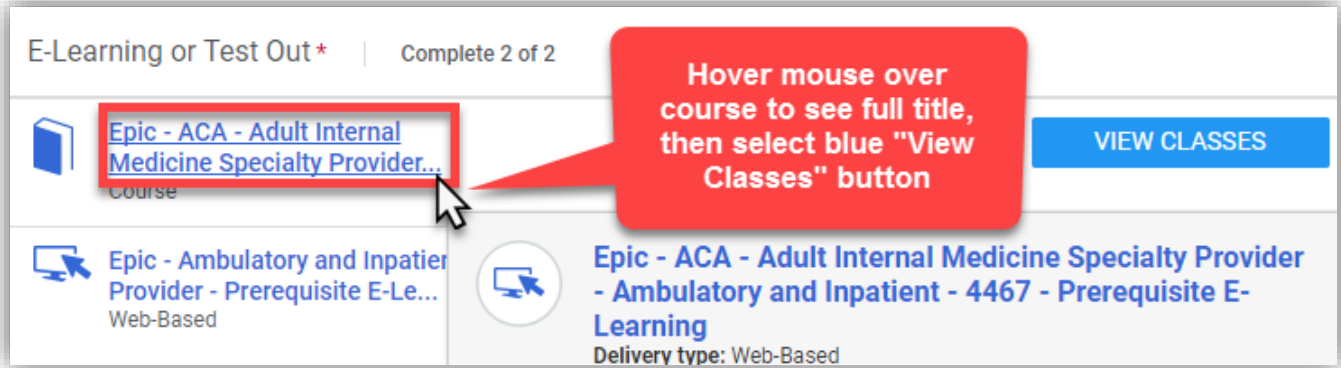 E-Learning or Test Out * | Complete 2 of 2
Hover mouse over
course to see full title,
then select blue "View
Classes" button
Epic - ACA - Adult Internal
Medicine Specialty Provider...
Course
VIEW CLASSES
Epic - Ambulatory and Inpatien
Provider - Prerequisite E-Le...
Web-Based
Epic - ACA - Adult Internal Medicine Specialty Provider
- Ambulatory and Inpatient - 4467 - Prerequisite E-
Learning
Delivery type: Web-Based